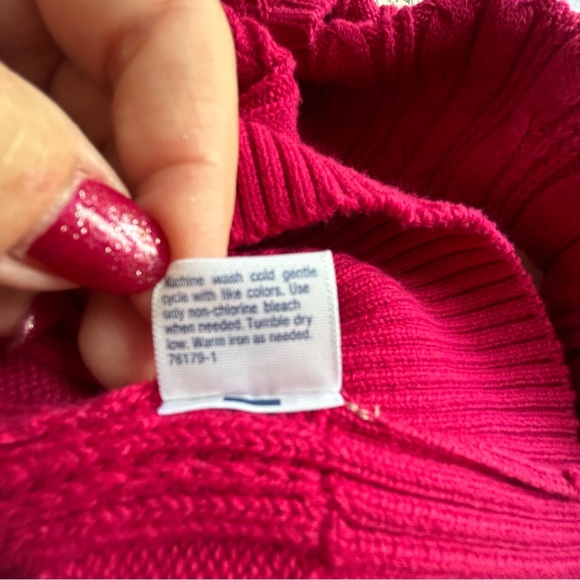 Machine wash cold gentle
cycle with like colors. Use
only non-chlorine bleach
when needed. Tumble dry
low. Warm iron as needed.
76179-1